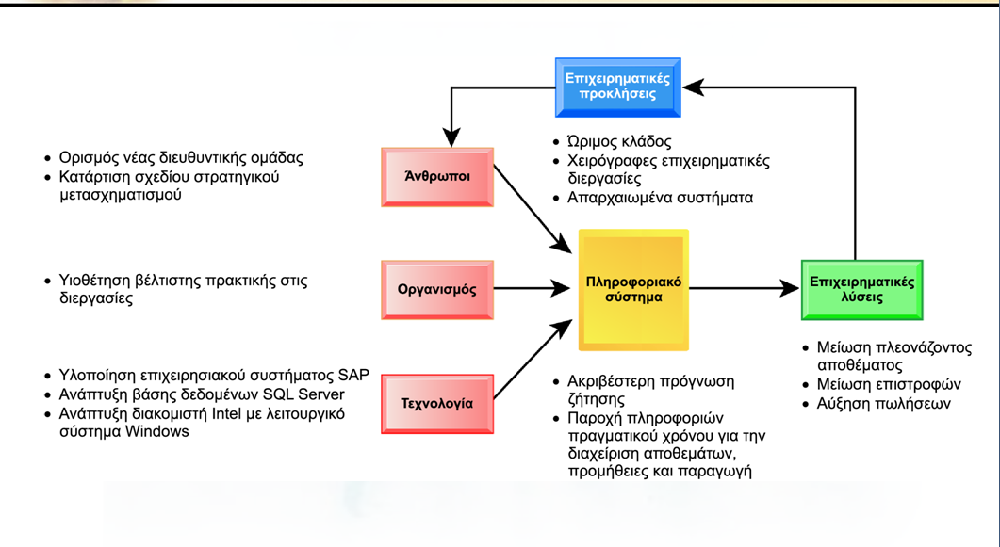 Επιχειρηματικές
προκλήσεις
• Ώριμος κλάδος
• Χειρόγραφες επιχειρηματικές
διεργασίες
• Απαρχαιωμένα συστήματα
• Ορισμός νέας διευθυντικής ομάδας
• Κατάρτιση σχεδίου στρατηγικού
μετασχηματισμού
Άνθρωποι
• Υιοθέτηση βέλτιστης πρακτικής στις
διεργασίες
Οργανισμός
• Υλοποίηση επιχειρησιακού συστήματος SAP
• Ανάπτυξη βάσης δεδομένων SQL Server
• Ανάπτυξη διακομιστή Intel με λειτουργικό
σύστημα Windows
Τεχνολογία
Πληροφοριακό
σύστημα
• Ακριβέστερη πρόγνωση
ζήτησης
• Παροχή πληροφοριών
πραγματικού χρόνου για την
διαχείριση αποθεμάτων,
προμήθειες και παραγωγή
Επιχειρηματικές
λύσεις
• Μείωση πλεονάζοντος
αποθέματος
• Μείωση επιστροφών
• Αύξηση πωλήσεων